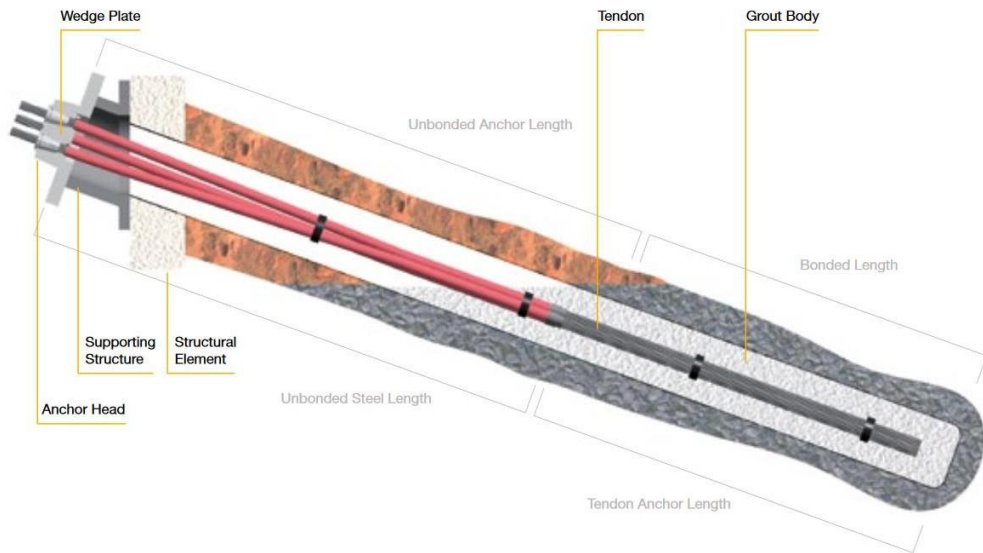 Wedge Plate
Tendon
Grout Body
Unbonded Anchor Length
Bonded Length
Supporting
Structure
Structural
Element
Unbonded Steel Length
Anchor Head
Tendon Anchor Length